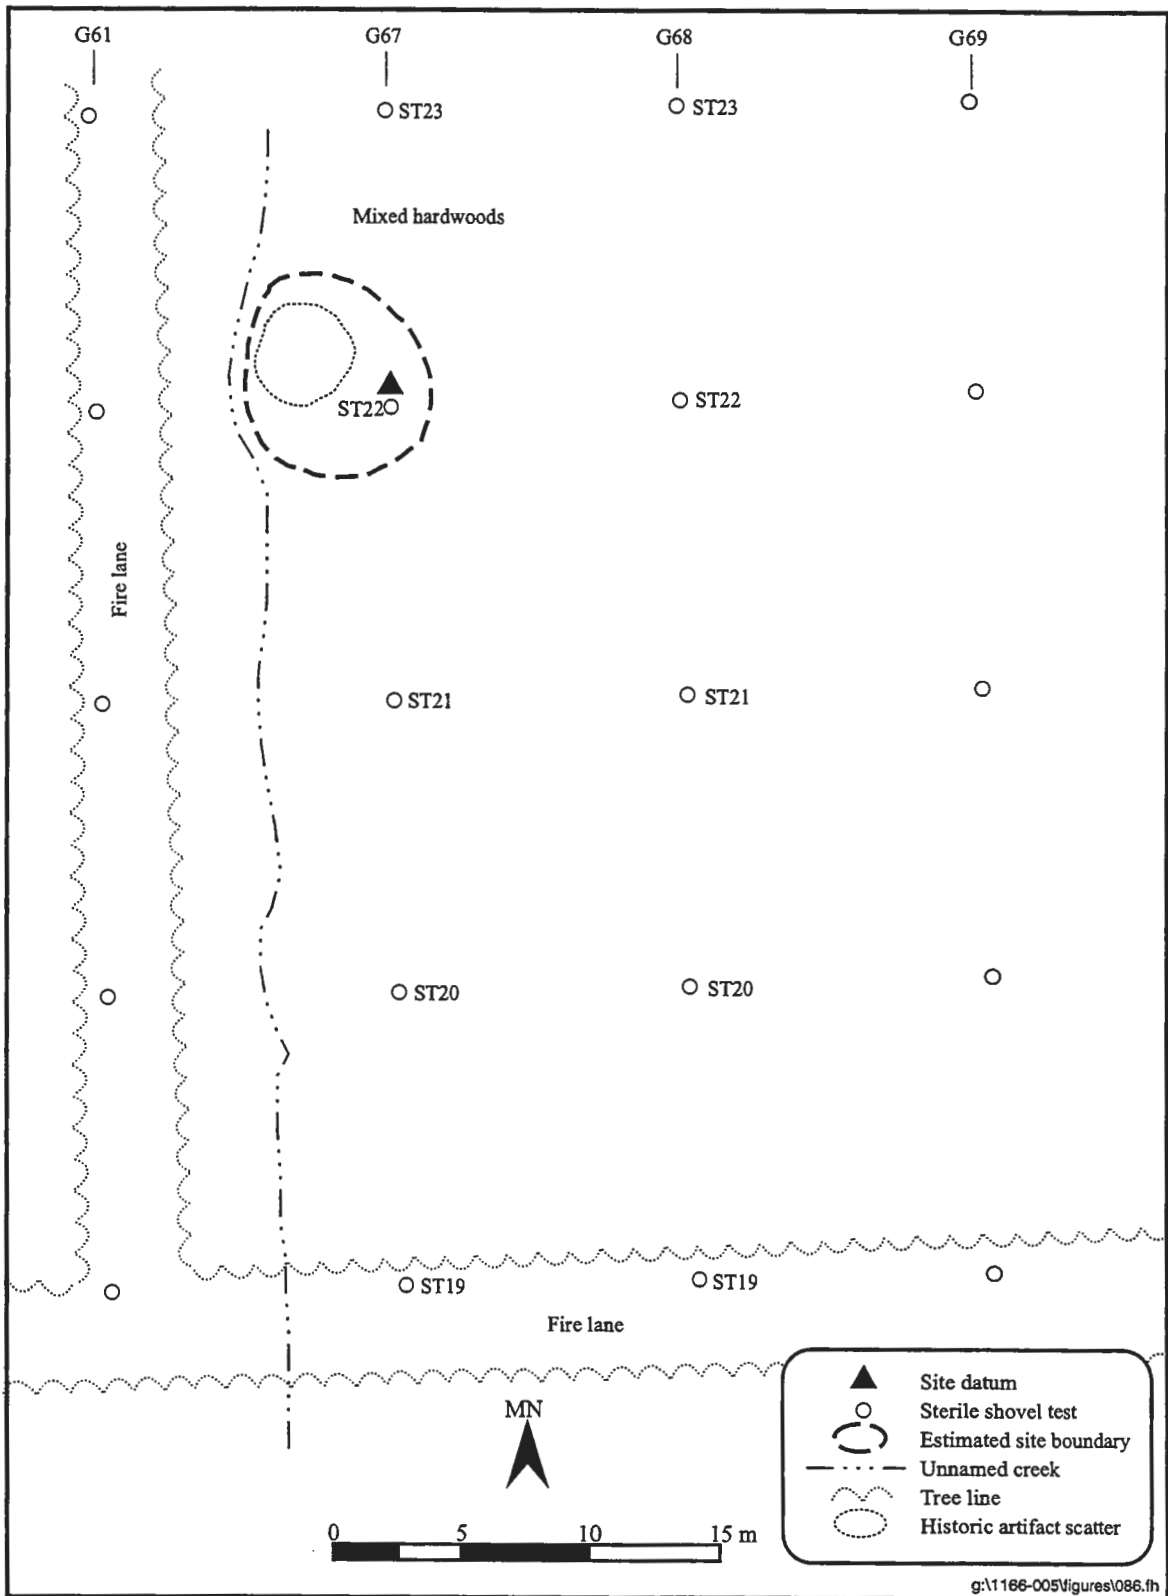 G61 G67 G68 G69
ST23 ST23
Mixed hardwoods
ST22 ST22
Fire lane
ST21 ST21
ST20 ST20
ST19 ST19
Fire lane
MN
0 5 10 15 m
Site datum
Sterile shovel test
Estimated site boundary
Unnamed creek
Tree line
Historic artifact scatter
g:\1166-005\figures\086.fh